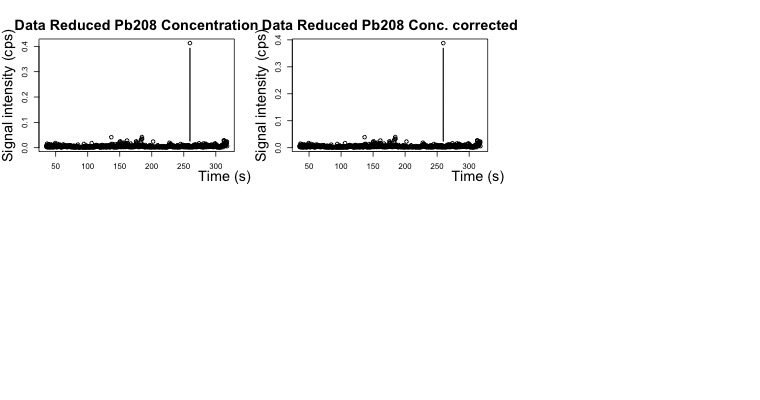 Data Reduced Pb208 Concentration
Signal intensity (cps)
0.4
0.3
0.2
0.1
0.0
50 100 150 200 250 300
Time (s)
Data Reduced Pb208 Conc. corrected
Signal intensity (cps)
0.4
0.3
0.2
0.1
0.0
50 100 150 200 250 300
Time (s)